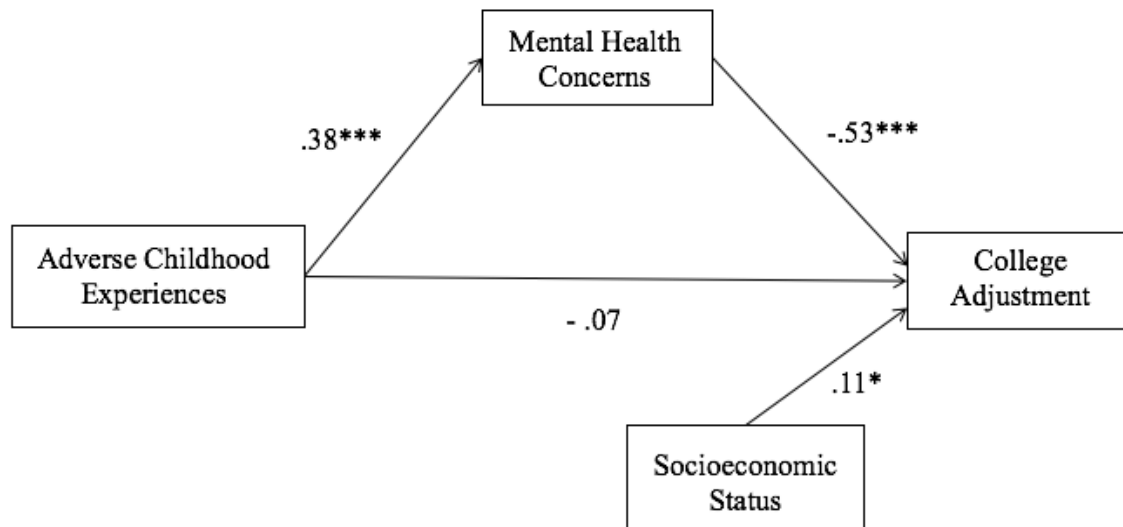 Mental Health
Concerns
.38***
-.53***
Adverse Childhood
Experiences
College
Adjustment
- .07
.11*
Socioeconomic
Status